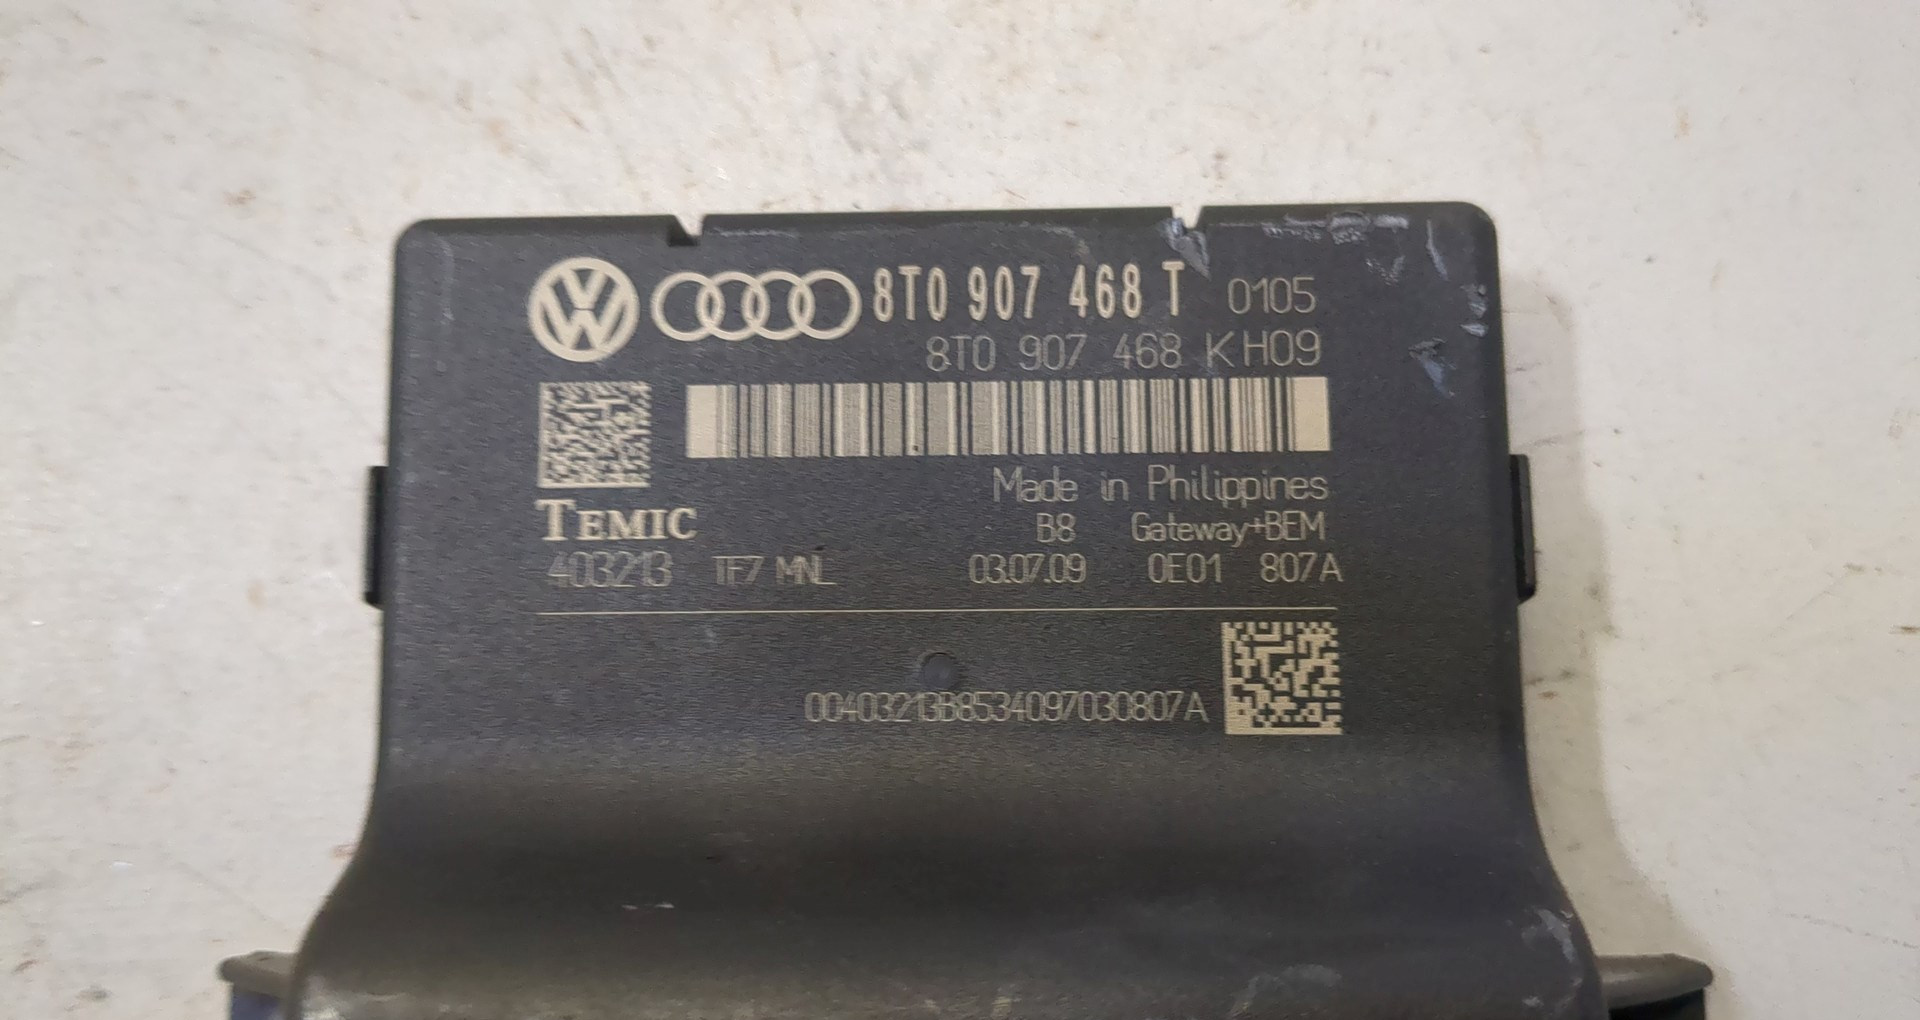 8T0 907 468 T 0105
8T0 907 468 K H09
Made in Philippines
TEMIC B8 Gateway+BEM
403213 TF7 MNL 03.07.09 0E01 807A
00403213B8534097030807A